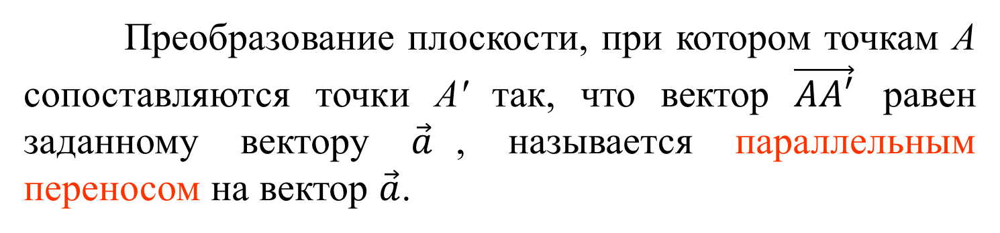 Преобразование плоскости, при котором точкам A
сопоставляются точки A′ так, что вектор $\overrightarrow{AA'}$ равен
заданному вектору $\vec{a}$ , называется параллельным
переносом на вектор $\vec{a}$.